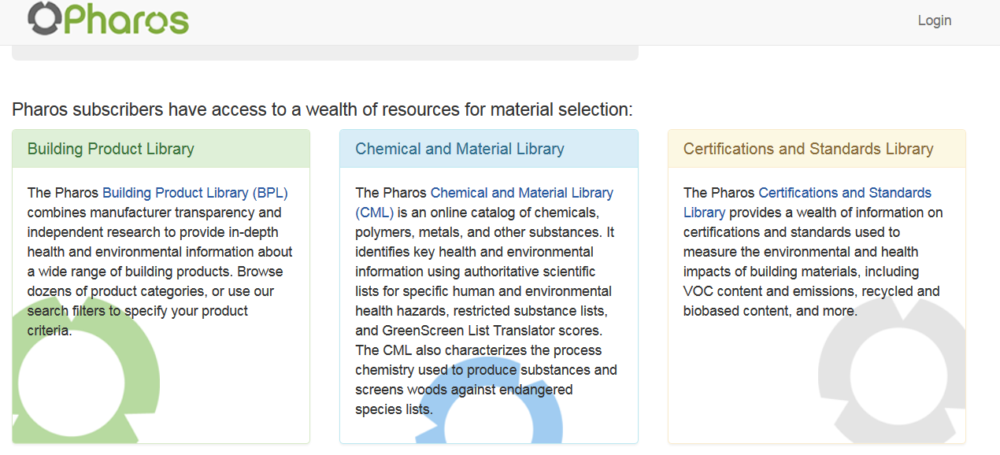 Pharos
Login
Pharos subscribers have access to a wealth of resources for material selection:
Building Product Library
The Pharos Building Product Library (BPL)
combines manufacturer transparency and
independent research to provide in-depth
health and environmental information about
a wide range of building products. Browse
dozens of product categories, or use our
search filters to specify your product
criteria.
Chemical and Material Library
The Pharos Chemical and Material Library
(CML) is an online catalog of chemicals,
polymers, metals, and other substances. It
identifies key health and environmental
information using authoritative scientific
lists for specific human and environmental
health hazards, restricted substance lists,
and GreenScreen List Translator scores.
The CML also characterizes the process
chemistry used to produce substances and
screens woods against endangered
species lists.
Certifications and Standards Library
The Pharos Certifications and Standards
Library provides a wealth of information on
certifications and standards used to
measure the environmental and health
impacts of building materials, including
VOC content and emissions, recycled and
biobased content, and more.